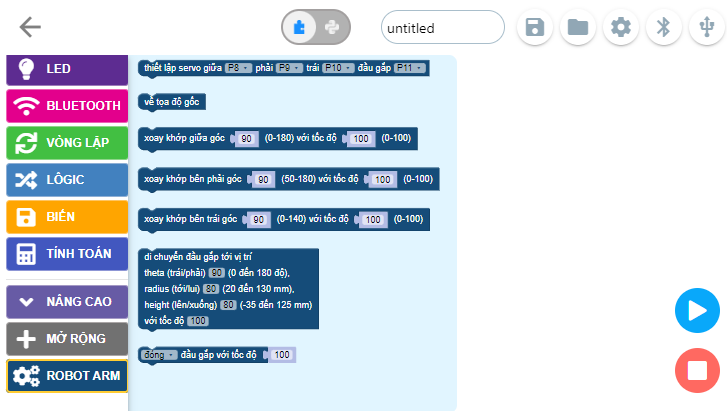 untitled
LED
BLUETOOTH
VÒNG LẶP
LÔGIC
BIẾN
TÍNH TOÁN
NÂNG CAO
MỞ RỘNG
ROBOT ARM
thiết lập servo giữa P8 phải P9 trái P10 đầu gắp P11
về tọa độ gốc
xoay khớp giữa góc 90 (0-180) với tốc độ 100 (0-100)
xoay khớp bên phải góc 90 (50-180) với tốc độ 100 (0-100)
xoay khớp bên trái góc 90 (0-140) với tốc độ 100 (0-100)
di chuyển đầu gắp tới vị trí
theta (trái/phải) 90 (0 đến 180 độ),
radius (tới/lui) 80 (20 đến 130 mm),
height (lên/xuống) 80 (-35 đến 125 mm)
với tốc độ 100
đóng đầu gắp với tốc độ 100